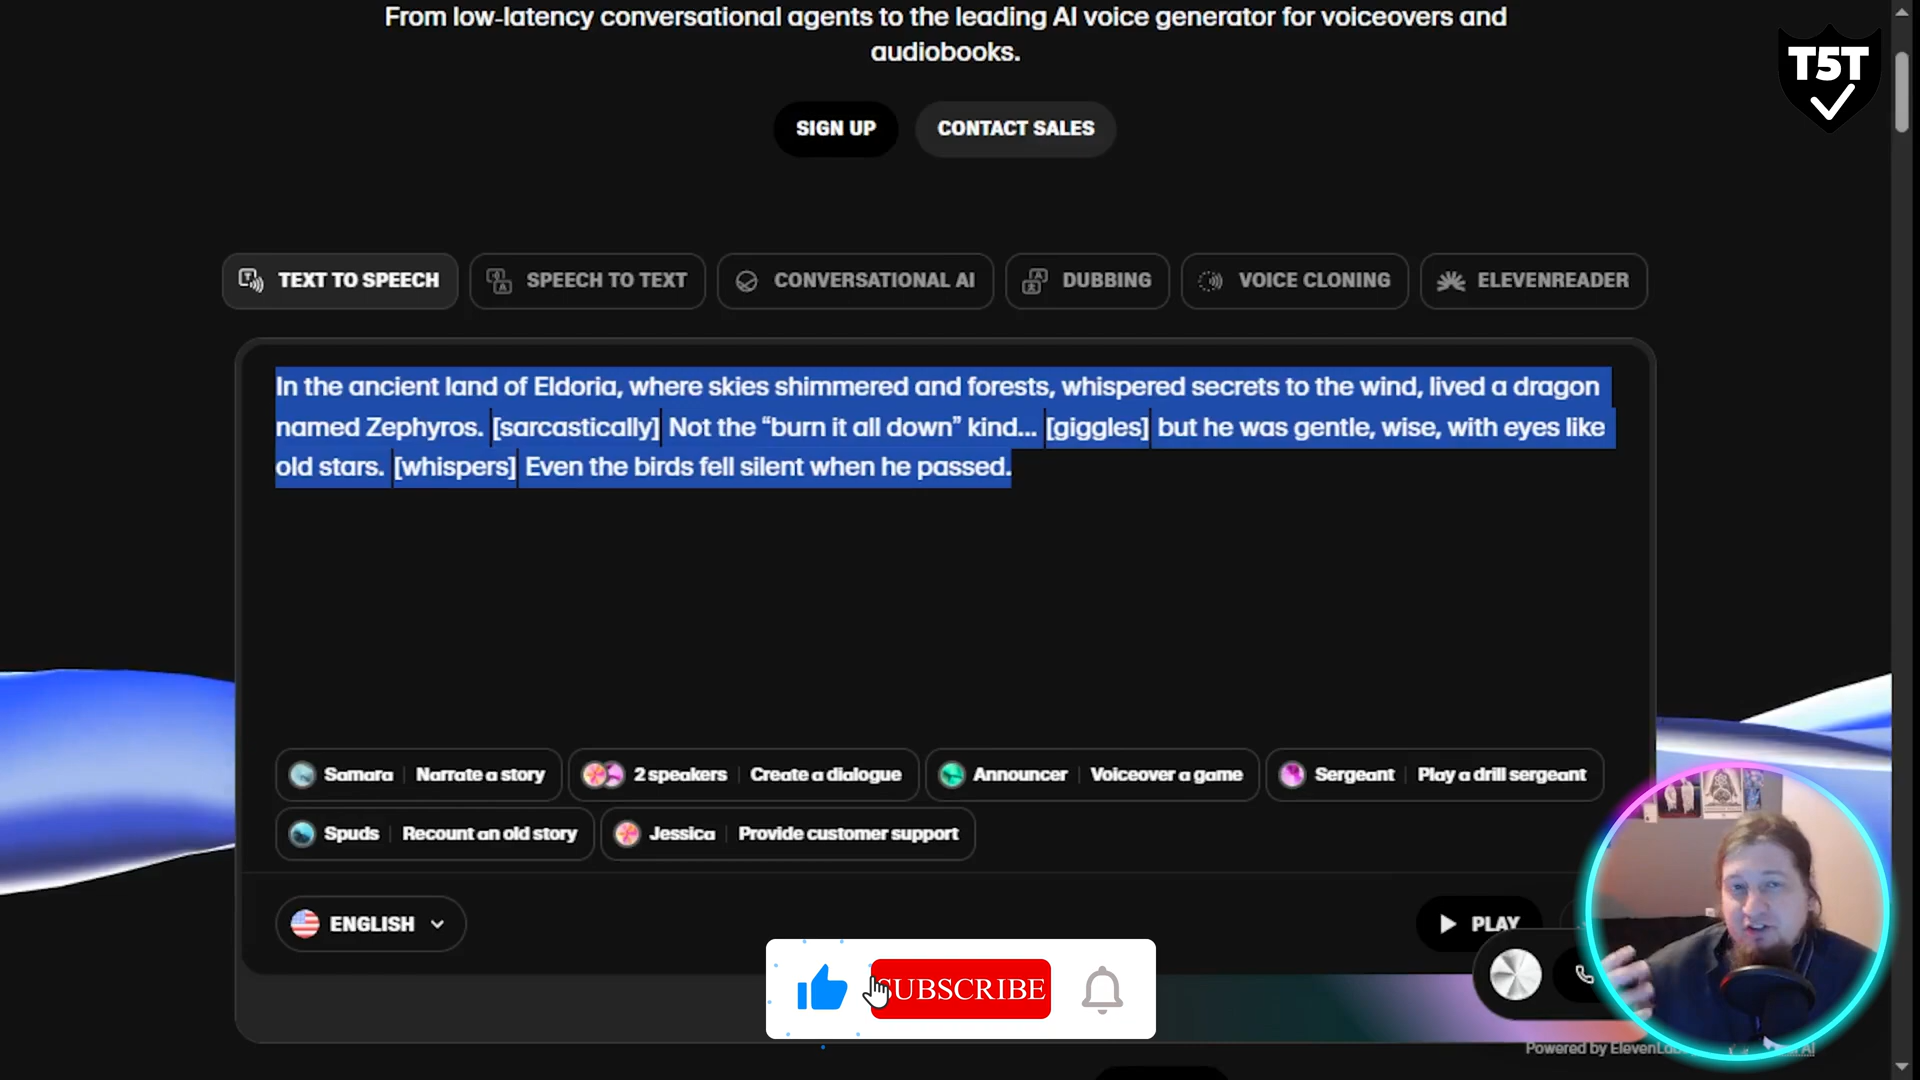 From low-latency conversational agents to the leading AI voice generator for voiceovers and
audiobooks.
T5T
SIGN UP
CONTACT SALES
TEXT TO SPEECH
SPEECH TO TEXT
CONVERSATIONAL AI
DUBBING
VOICE CLONING
ELEVENREADER
In the ancient land of Eldoria, where skies shimmered and forests, whispered secrets to the wind, lived a dragon
named Zephyros. [sarcastically] Not the “burn it all down” kind... [giggles] but he was gentle, wise, with eyes like
old stars. [whispers] Even the birds fell silent when he passed.
Samara Narrate a story
2 speakers Create a dialogue
Announcer Voiceover a game
Sergeant Play a drill sergeant
Spuds Recount an old story
Jessica Provide customer support
ENGLISH
PLAY
SUBSCRIBE
Powered by